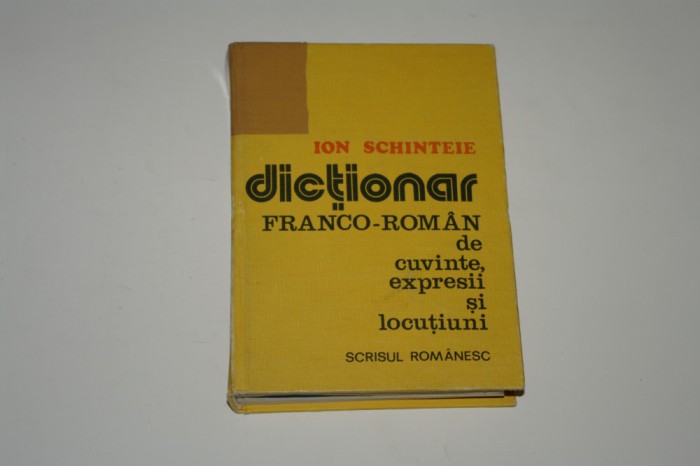 ION SCHINTEIE
dicționar
FRANCO-ROMÂN
de
cuvinte,
expresii
și
locuțiuni
SCRISUL ROMÂNESC